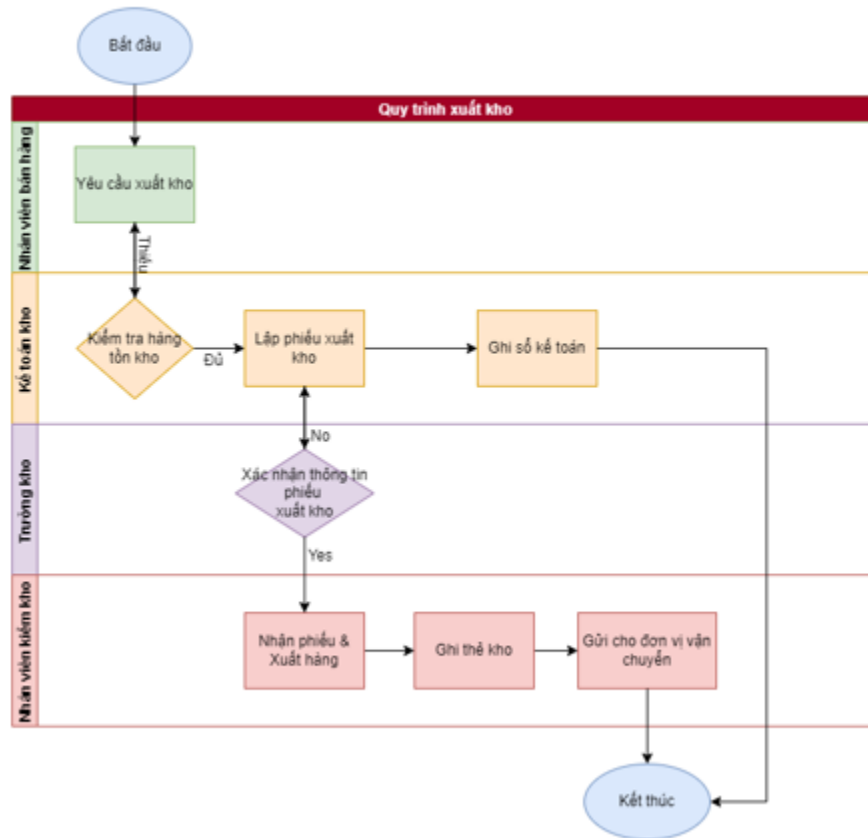 Bắt đầu
Quy trình xuất kho
Nhân viên bán hàng
Yêu cầu xuất kho
Thiếu
Kế toán kho
Kiểm tra hàng
tồn kho
Đủ
Lập phiếu xuất
kho
Ghi sổ kế toán
No
Trưởng kho
Xác nhận thông tin
phiếu
xuất kho
Yes
Nhân viên kiểm kho
Nhận phiếu &
Xuất hàng
Ghi thẻ kho
Gửi cho đơn vị vận
chuyển
Kết thúc